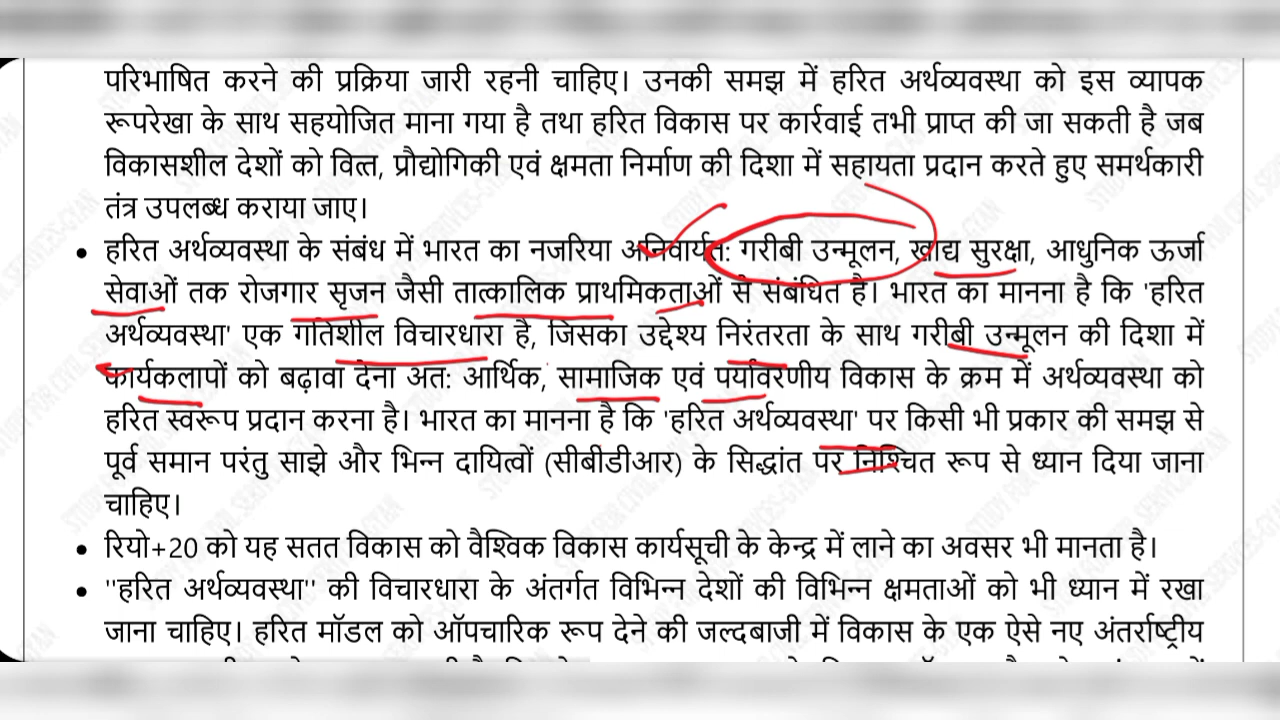 परिभाषित करने की प्रक्रिया जारी रहनी चाहिए। उनकी समझ में हरित अर्थव्यवस्था को इस व्यापक
रूपरेखा के साथ सहयोजित माना गया है तथा हरित विकास पर कार्रवाई तभी प्राप्त की जा सकती है जब
विकासशील देशों को वित्त, प्रौद्योगिकी एवं क्षमता निर्माण की दिशा में सहायता प्रदान करते हुए समर्थकारी
तंत्र उपलब्ध कराया जाए।
• हरित अर्थव्यवस्था के संबंध में भारत का नजरिया अनिवार्यत: गरीबी उन्मूलन, खाद्य सुरक्षा, आधुनिक ऊर्जा
सेवाओं तक रोजगार सृजन जैसी तात्कालिक प्राथमिकताओं से संबंधित है। भारत का मानना है कि 'हरित
अर्थव्यवस्था' एक गतिशील विचारधारा है, जिसका उद्देश्य निरंतरता के साथ गरीबी उन्मूलन की दिशा में
कार्यकलापों को बढ़ावा देना अत: आर्थिक, सामाजिक एवं पर्यावरणीय विकास के क्रम में अर्थव्यवस्था को
हरित स्वरूप प्रदान करना है। भारत का मानना है कि 'हरित अर्थव्यवस्था' पर किसी भी प्रकार की समझ से
पूर्व समान परंतु साझे और भिन्न दायित्वों (सीबीडीआर) के सिद्धांत पर निश्चित रूप से ध्यान दिया जाना
चाहिए।
• रियो+20 को यह सतत विकास को वैश्विक विकास कार्यसूची के केन्द्र में लाने का अवसर भी मानता है।
• ''हरित अर्थव्यवस्था'' की विचारधारा के अंतर्गत विभिन्न देशों की विभिन्न क्षमताओं को भी ध्यान में रखा
जाना चाहिए। हरित मॉडल को ऑपचारिक रूप देने की जल्दबाजी में विकास के एक ऐसे नए अंतर्राष्ट्रीय